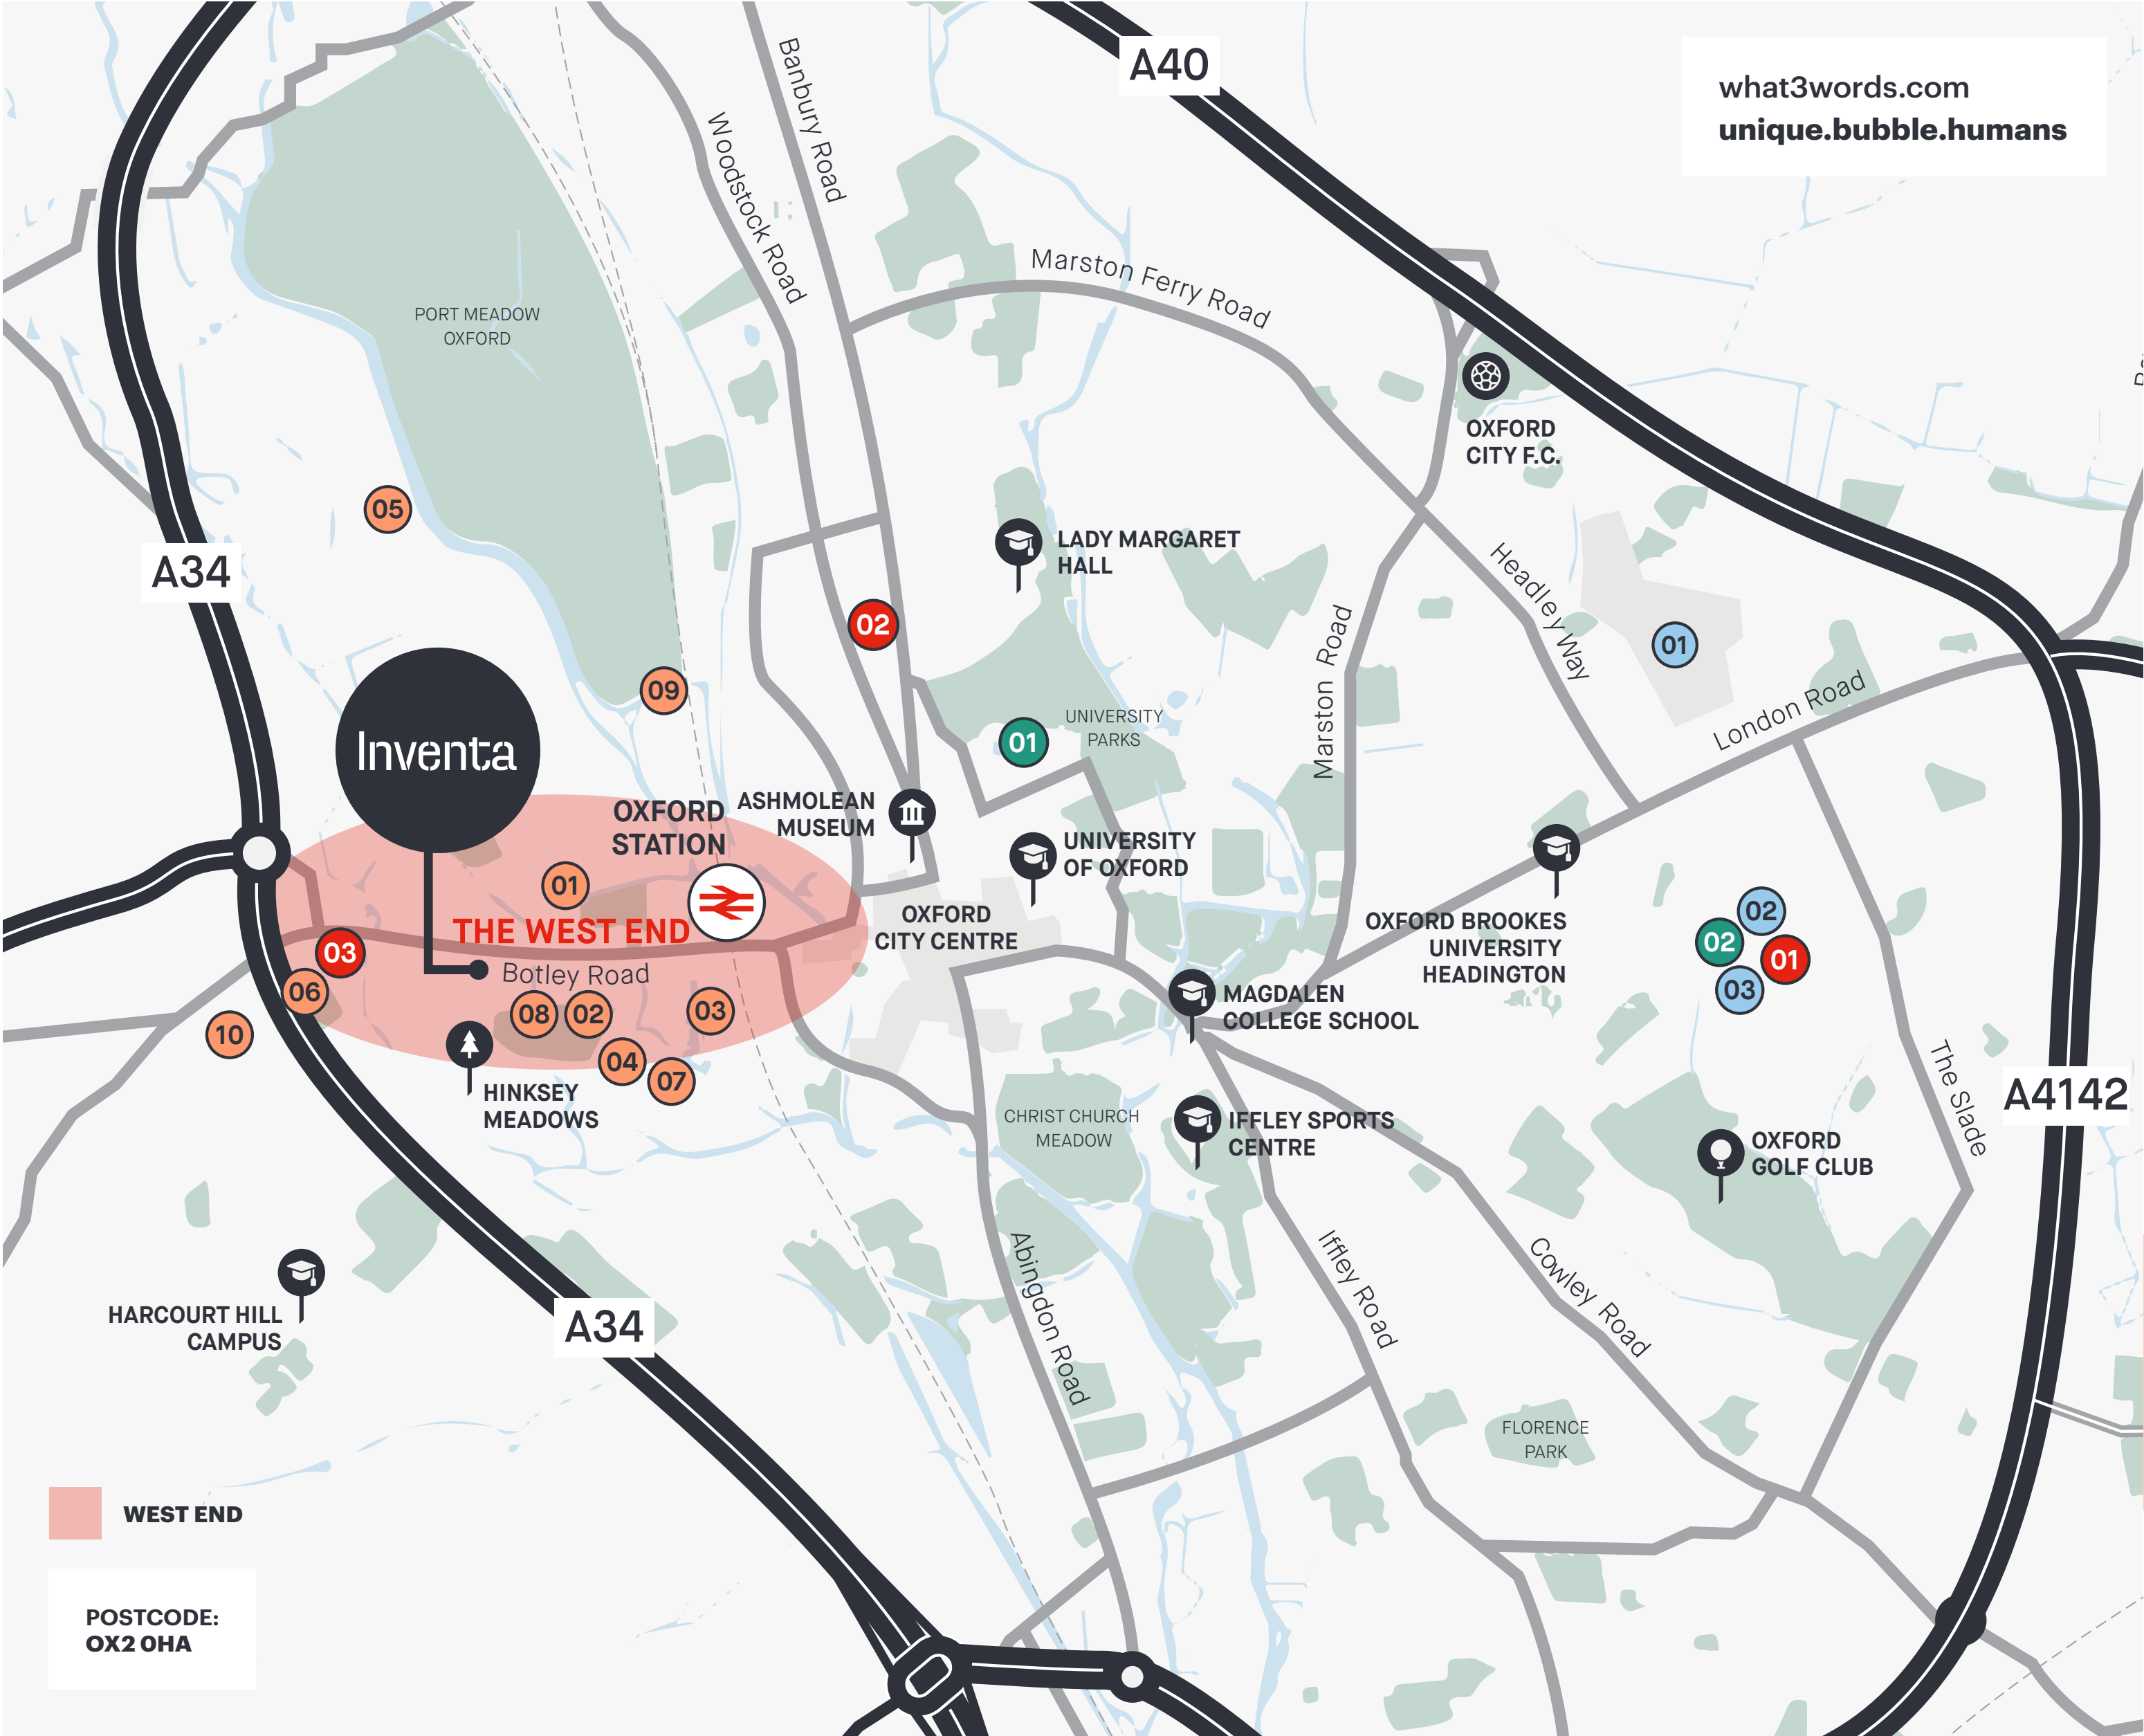 A40
what3words.com
unique.bubble.humans
Banbury Road
Woodstock Road
Marston Ferry Road
PORT MEADOW
OXFORD
OXFORD
CITY F.C.
05
A34
LADY MARGARET
HALL
Headley Way
02
01
Marston Road
09
London Road
Inventa
01
UNIVERSITY
PARKS
OXFORD
STATION
ASHMOLEAN
MUSEUM
UNIVERSITY
OF OXFORD
01
THE WEST END
OXFORD
CITY CENTRE
OXFORD BROOKES
UNIVERSITY
HEADINGTON
02
02
01
03
03
Botley Road
06
10
08
02
03
04
07
MAGDALEN
COLLEGE SCHOOL
HINKSEY
MEADOWS
The Slade
A4142
CHRIST CHURCH
MEADOW
IFFLEY SPORTS
CENTRE
OXFORD
GOLF CLUB
HARCOURT HILL
CAMPUS
A34
Abingdon Road
Iffley Road
Cowley Road
FLORENCE
PARK
WEST END
POSTCODE:
OX2 0HA